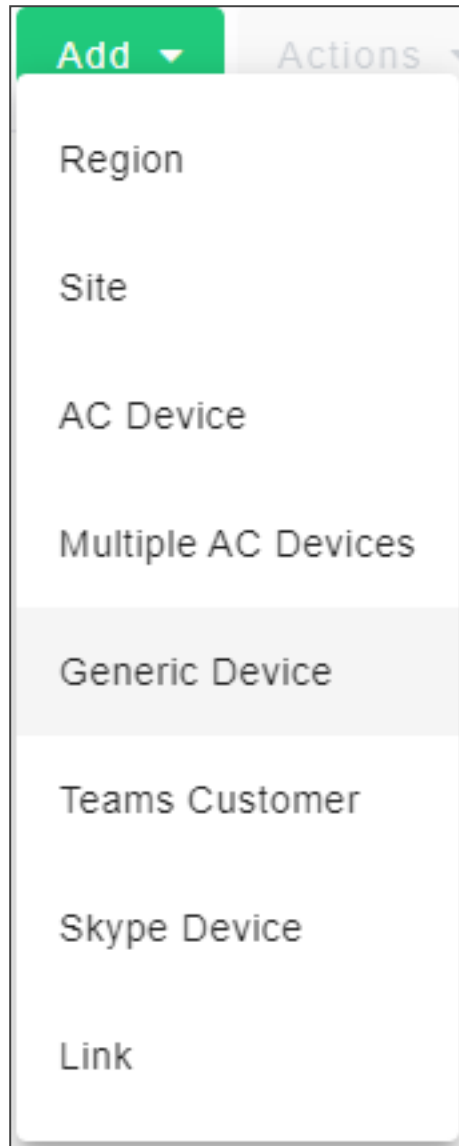 Add Actions
Region
Site
AC Device
Multiple AC Devices
Generic Device
Teams Customer
Skype Device
Link